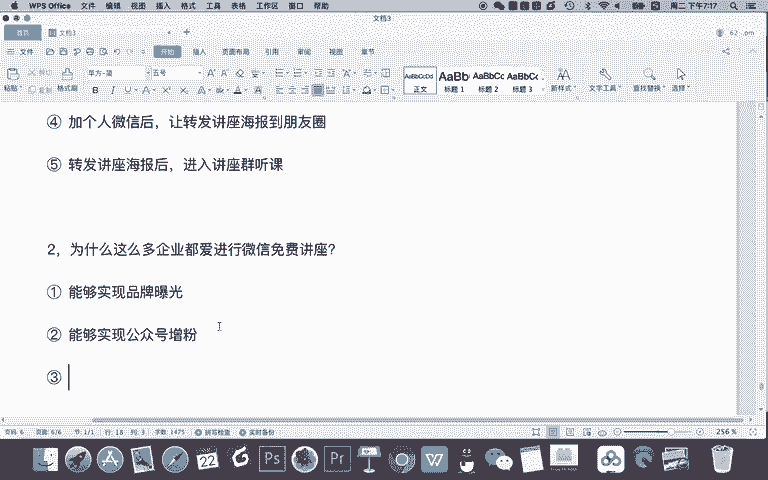 WPS Office 文件 编辑 视图 插入 格式 工具 表格 工作区 窗口 帮助
周二 下午7:17
文档3
首页 文档3 +
文件 开始 插入 页面布局 引用 审阅 视图 章节
粘贴 剪切 复制 格式刷 五号 AaBbCcDd AaBb AaBbCc AaBbCc
正文 标题 1 标题 2 标题 3 新样式 文字工具 查找替换 选择
④ 加个人微信后，让转发讲座海报到朋友圈
⑤ 转发讲座海报后，进入讲座群听课
2，为什么这么多企业都爱进行微信免费讲座？
① 能够实现品牌曝光
② 能够实现公众号增粉
③
页码: 6 页面: 6/6 节: 1/1 行: 18 列: 3 字数: 1475 拼写检查 实时备份 256 %
22 Ps Pr W